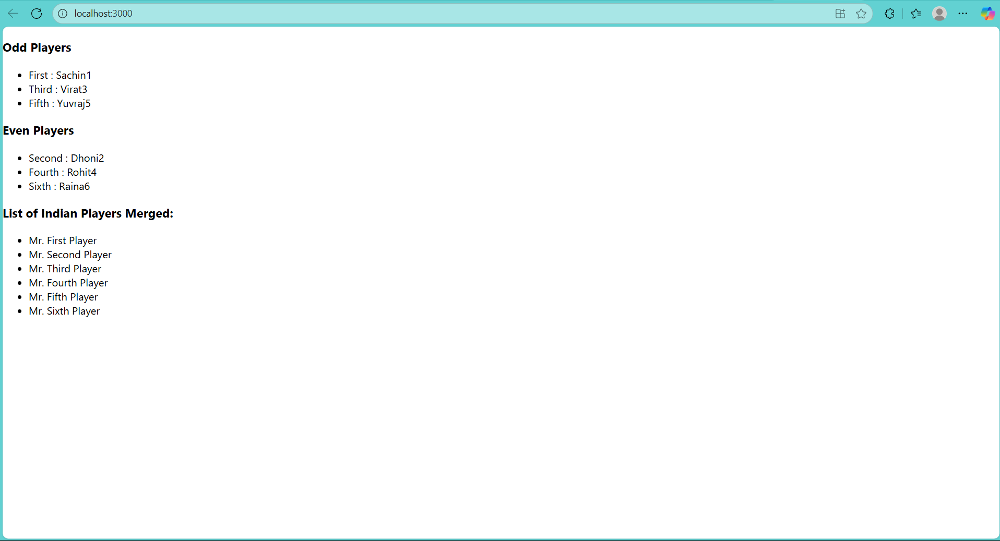 localhost:3000
Odd Players
First : Sachin1
Third : Virat3
Fifth : Yuvraj5
Even Players
Second : Dhoni2
Fourth : Rohit4
Sixth : Raina6
List of Indian Players Merged:
Mr. First Player
Mr. Second Player
Mr. Third Player
Mr. Fourth Player
Mr. Fifth Player
Mr. Sixth Player